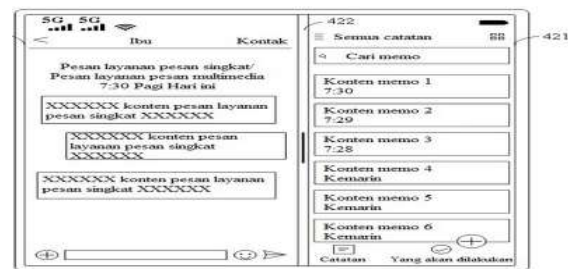 5G 5G
< Ibu Kontak
Pesan layanan pesan singkat/
Pesan layanan pesan multimedia
7:30 Pagi Hari ini
XXXXXX konten pesan layanan
pesan singkat XXXXXX
XXXXXX konten pesan
layanan pesan singkat
XXXXXX
XXXXXX konten pesan layanan
pesan singkat XXXXXX
422
Semua catatan
421
Cari memo
Konten memo 1
7:30
Konten memo 2
7:29
Konten memo 3
7:28
Konten memo 4
Kemarin
Konten memo 5
Kemarin
Konten memo 6
Kemarin
Catatan Yang akan dilakukan